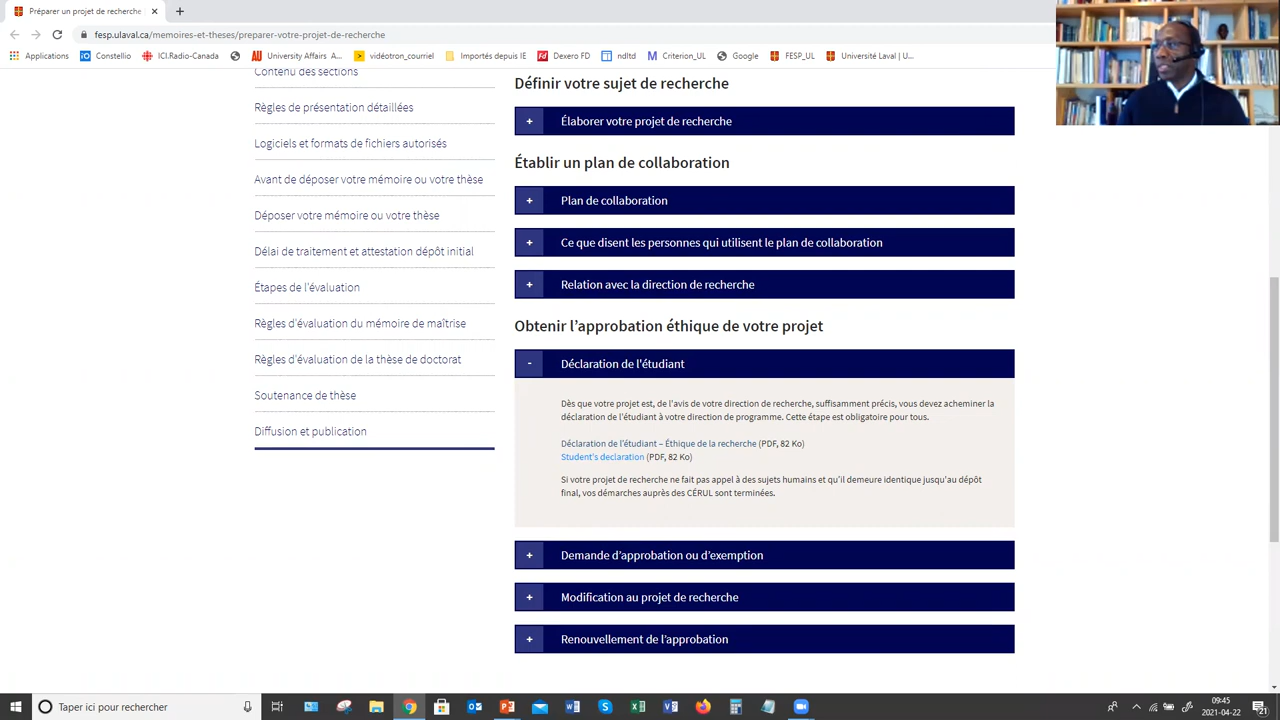 Préparer un projet de recherche
fesp.ulaval.ca/memoires-et-theses/preparer-votre-projet-de-recherche
Applications
Constellio
ICI.Radio-Canada
University Affairs A...
vidéotron_courriel
Importés depuis IE
Dexero FD
ndltd
Criterion_UL
Google
FESP_UL
Université Laval | U...
Contenu des sections
Règles de présentation détaillées
Logiciels et formats de fichiers autorisés
Avant de déposer votre mémoire ou votre thèse
Déposer votre mémoire ou votre thèse
Délai de traitement et attestation dépôt initial
Étapes de l'évaluation
Règles d'évaluation du mémoire de maîtrise
Règles d'évaluation de la thèse de doctorat
Soutenance de thèse
Diffusion et publication
Définir votre sujet de recherche
+ Élaborer votre projet de recherche
Établir un plan de collaboration
+ Plan de collaboration
+ Ce que disent les personnes qui utilisent le plan de collaboration
+ Relation avec la direction de recherche
Obtenir l'approbation éthique de votre projet
- Déclaration de l'étudiant
Dès que votre projet est, de l'avis de votre direction de recherche, suffisamment précis, vous devez acheminer la
déclaration de l'étudiant à votre direction de programme. Cette étape est obligatoire pour tous.
Déclaration de l'étudiant – Éthique de la recherche (PDF, 82 Ko)
Student's declaration (PDF, 82 Ko)
Si votre projet de recherche ne fait pas appel à des sujets humains et qu'il demeure identique jusqu'au dépôt
final, vos démarches auprès des CÉRUL sont terminées.
+ Demande d'approbation ou d'exemption
+ Modification au projet de recherche
+ Renouvellement de l'approbation
Taper ici pour rechercher
09:45
2021-04-22
21